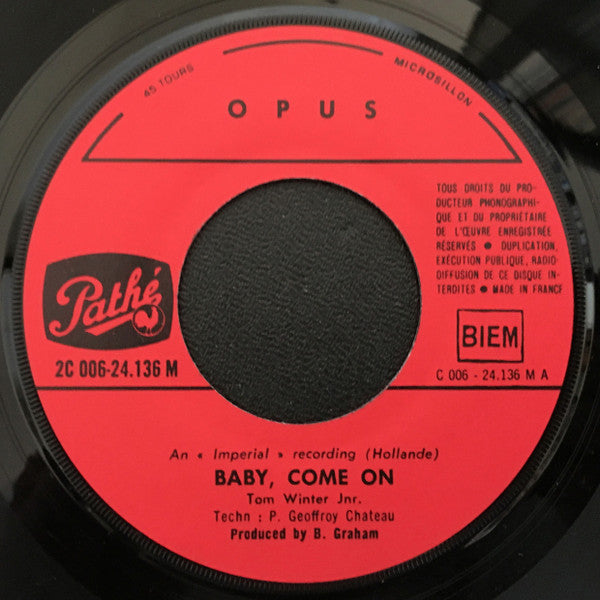 45 TOURS
MICROSILLON
OPUS
TOUS DROITS DU PRO-
DUCTEUR PHONOGRAPHI-
QUE ET DU PROPRIÉTAIRE
DE L'ŒUVRE ENREGISTRÉE
RÉSERVÉS ● DUPLICATION,
EXÉCUTION PUBLIQUE, RADIO-
DIFFUSION DE CE DISQUE IN-
TERDITES ● MADE IN FRANCE
Pathé
2C 006-24.136 M
BIEM
C 006 - 24.136 M A
An « Imperial » recording (Hollande)
BABY, COME ON
Tom Winter Jnr.
Techn : P. Geoffroy Chateau
Produced by B. Graham